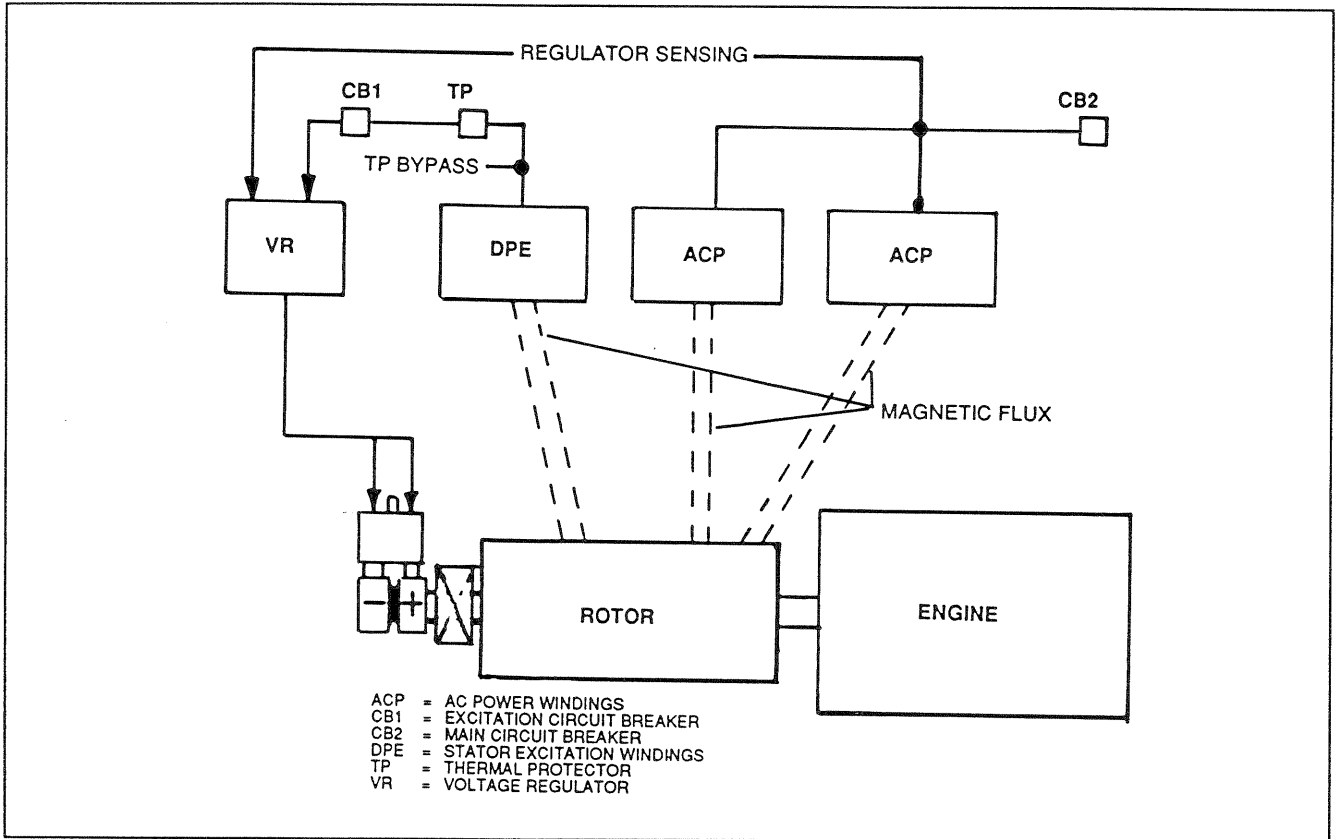 REGULATOR SENSING
CB1
TP
CB2
TP BYPASS
VR
DPE
ACP
ACP
MAGNETIC FLUX
− +
ROTOR
ENGINE
ACP = AC POWER WINDINGS
CB1 = EXCITATION CIRCUIT BREAKER
CB2 = MAIN CIRCUIT BREAKER
DPE = STATOR EXCITATION WINDINGS
TP = THERMAL PROTECTOR
VR = VOLTAGE REGULATOR